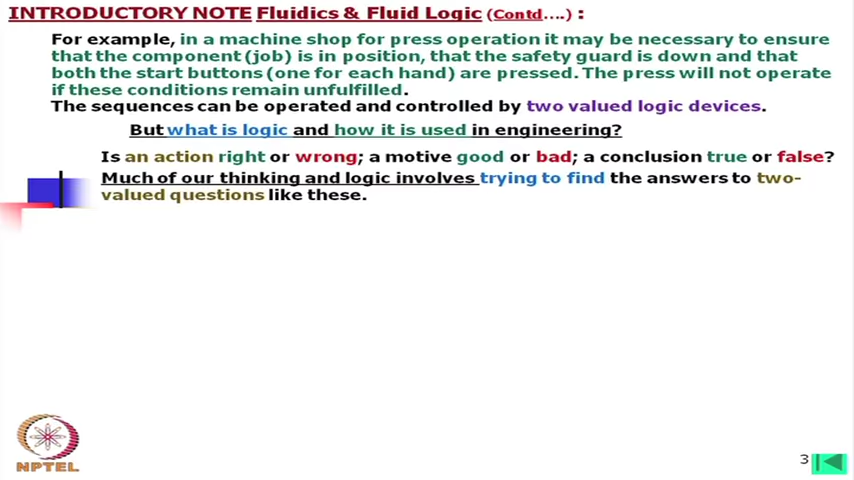 INTRODUCTORY NOTE Fluidics & Fluid Logic (Contd....) :
For example, in a machine shop for press operation it may be necessary to ensure
that the component (job) is in position, that the safety guard is down and that
both the start buttons (one for each hand) are pressed. The press will not operate
if these conditions remain unfulfilled.
The sequences can be operated and controlled by two valued logic devices.
But what is logic and how it is used in engineering?
Is an action right or wrong; a motive good or bad; a conclusion true or false?
Much of our thinking and logic involves trying to find the answers to two-
valued questions like these.
NPTEL
3